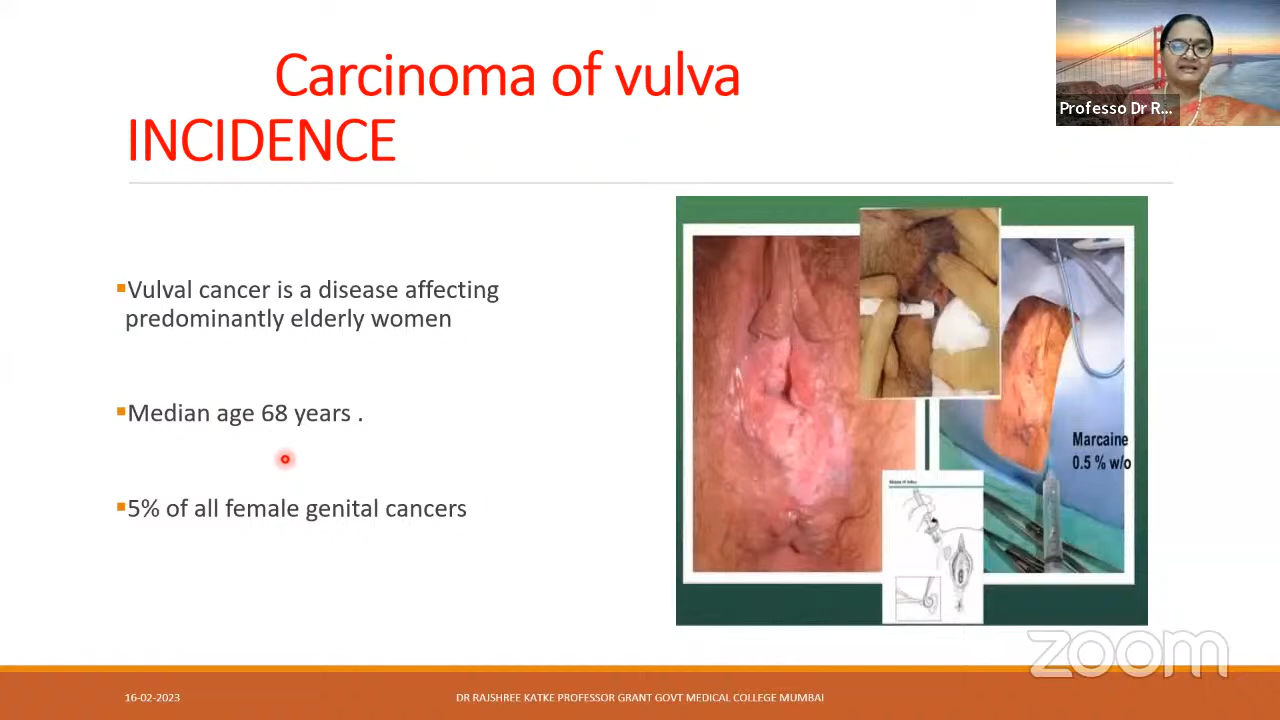 Carcinoma of vulva
INCIDENCE
Professo Dr R...
▪Vulval cancer is a disease affecting
predominantly elderly women
▪Median age 68 years .
▪5% of all female genital cancers
Marcaine
0.5 % w/o
zoom
16-02-2023
DR RAJSHREE KATKE PROFESSOR GRANT GOVT MEDICAL COLLEGE MUMBAI